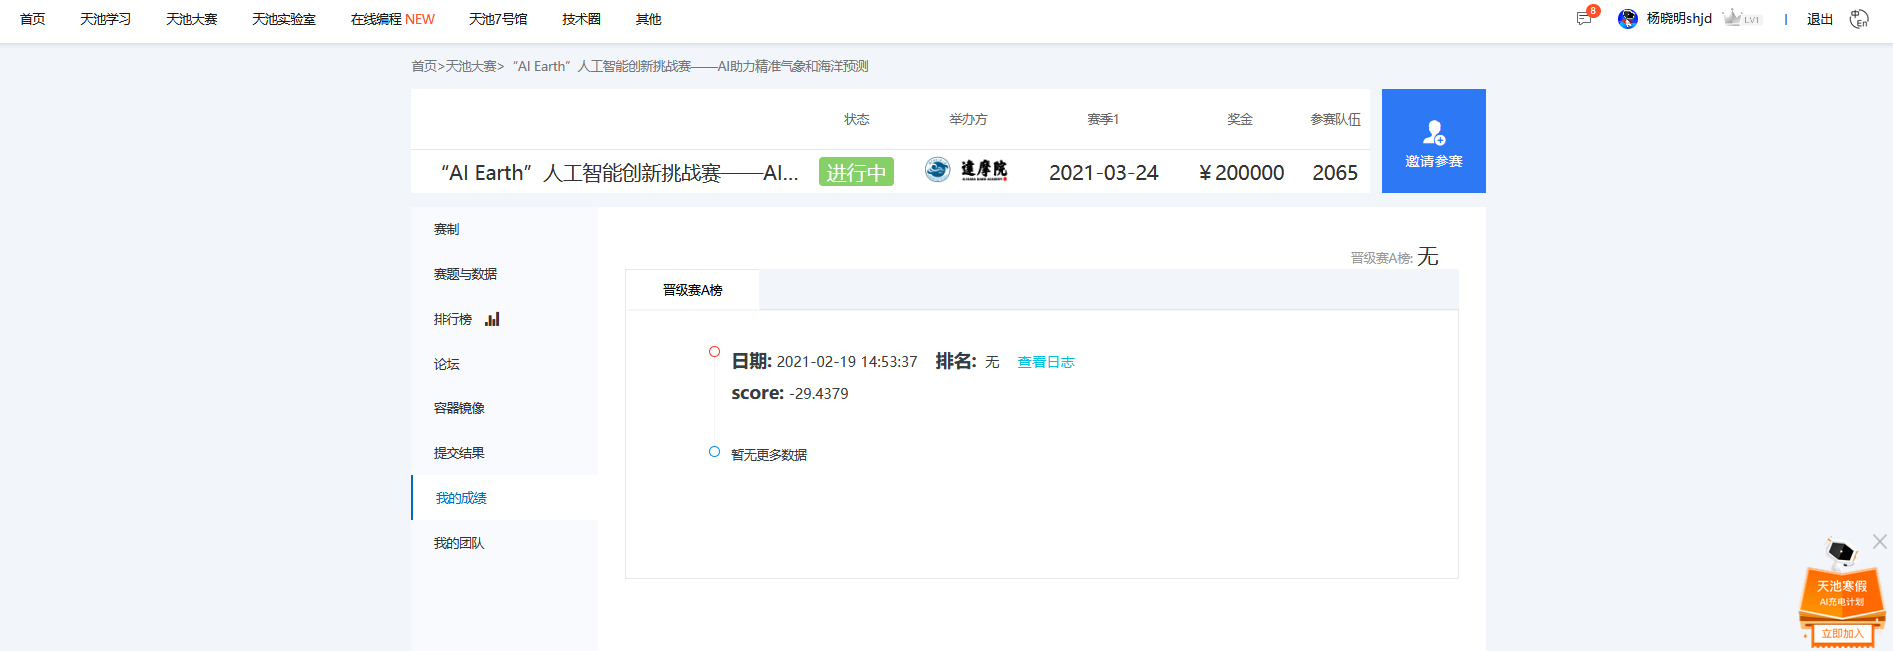 首页 天池学习 天池大赛 天池实验室 在线编程 NEW 天池7号馆 技术圈 其他 8 杨晓明shjd LV1 | 退出 中 En
首页>天池大赛>“AI Earth”人工智能创新挑战赛——AI助力精准气象和海洋预测
状态 举办方 赛季1 奖金 参赛队伍
“AI Earth”人工智能创新挑战赛——AI... 进行中 达摩院 2021-03-24 ¥200000 2065
邀请参赛
赛制
赛题与数据
排行榜
论坛
容器镜像
提交结果
我的成绩
我的团队
晋级赛A榜: 无
晋级赛A榜
日期: 2021-02-19 14:53:37 排名: 无 查看日志
score: -29.4379
暂无更多数据
天池寒假
AI充电计划
立即加入